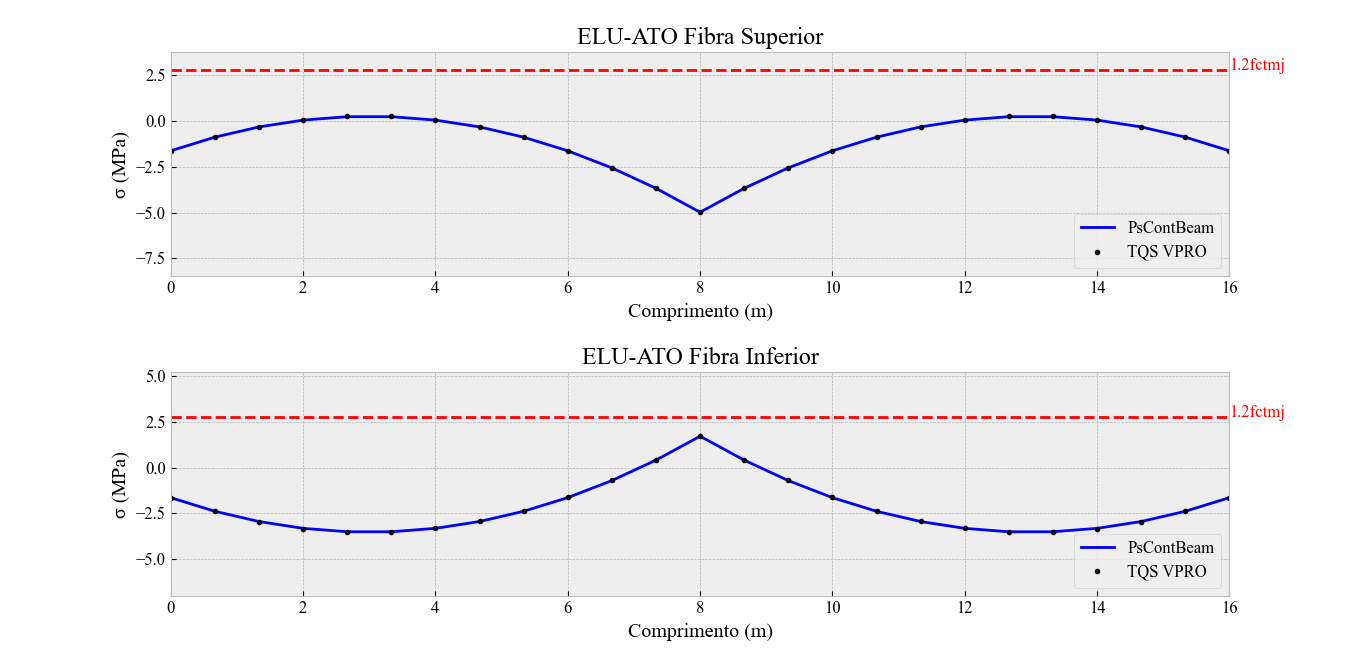 ELU-ATO Fibra Superior
1.2fctmj
2.5
0.0
−2.5
−5.0
−7.5
σ (MPa)
PsContBeam
TQS VPRO
0 2 4 6 8 10 12 14 16
Comprimento (m)
ELU-ATO Fibra Inferior
5.0
1.2fctmj
2.5
0.0
−2.5
−5.0
σ (MPa)
PsContBeam
TQS VPRO
0 2 4 6 8 10 12 14 16
Comprimento (m)